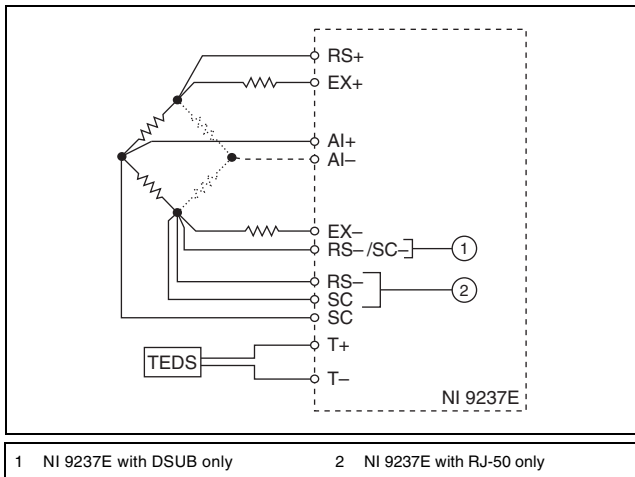 RS+
EX+
AI+
AI–
EX–
RS–/SC– 1
RS–
SC
2
SC
T+
TEDS
T–
NI 9237E
1 NI 9237E with DSUB only 2 NI 9237E with RJ-50 only